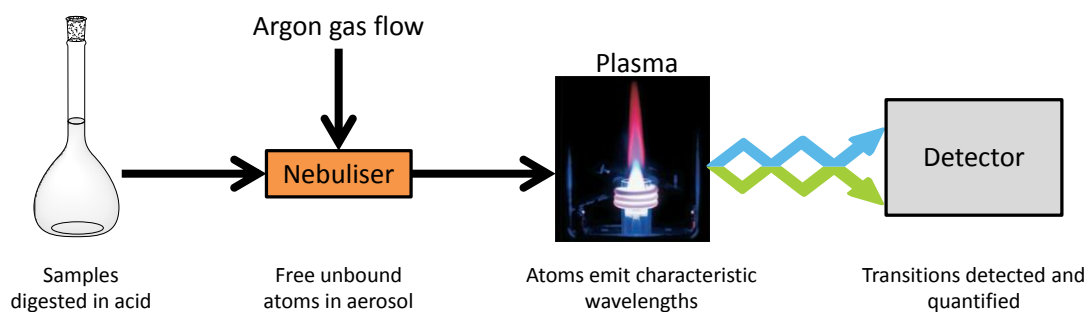 Argon gas flow
Plasma
Nebuliser
Detector
Samples
digested in acid
Free unbound
atoms in aerosol
Atoms emit characteristic
wavelengths
Transitions detected and
quantified